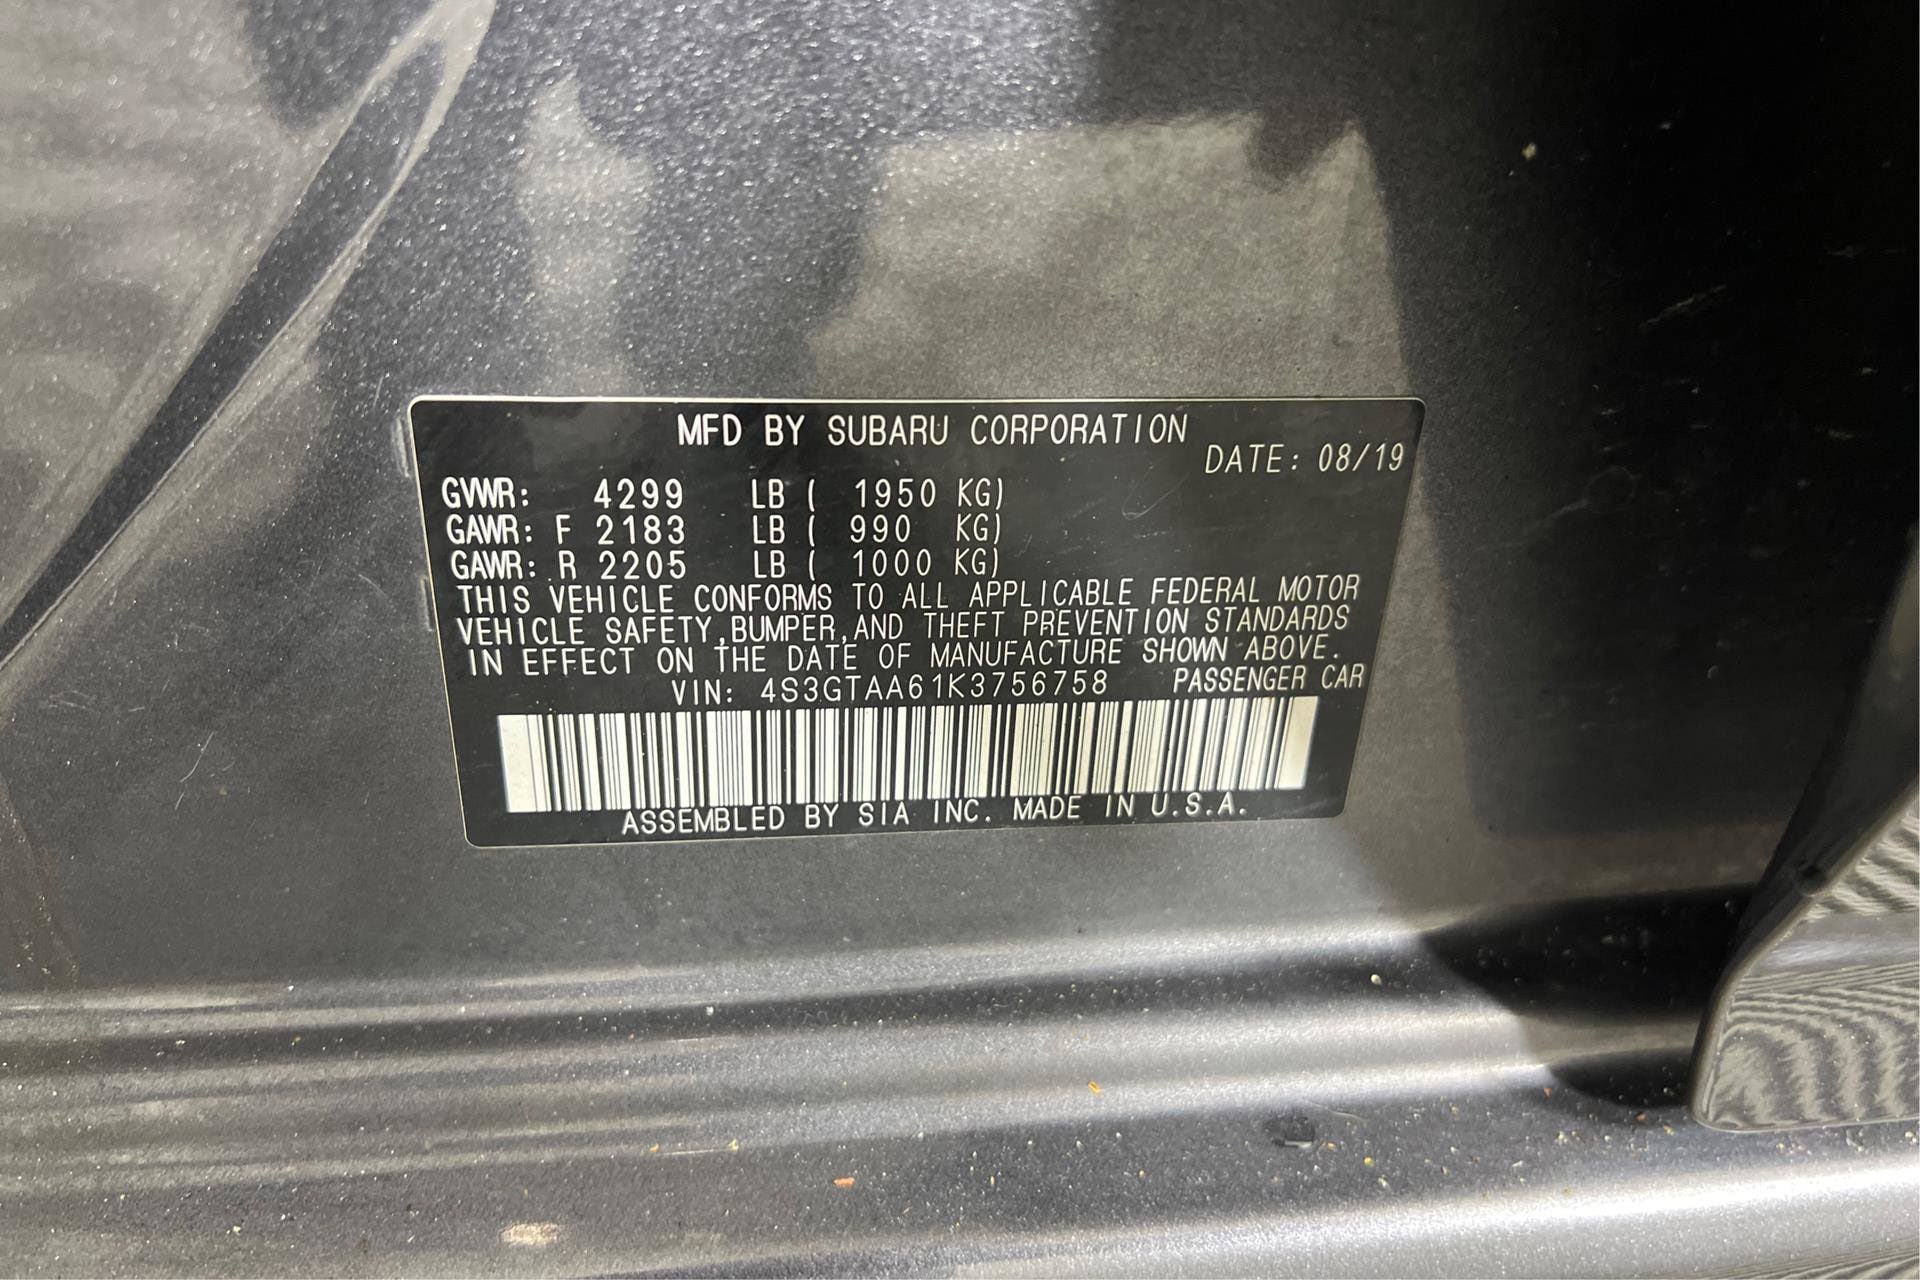 MFD BY SUBARU CORPORATION
DATE: 08/19
GVWR: 4299 LB ( 1950 KG)
GAWR: F 2183 LB ( 990 KG)
GAWR: R 2205 LB ( 1000 KG)
THIS VEHICLE CONFORMS TO ALL APPLICABLE FEDERAL MOTOR
VEHICLE SAFETY,BUMPER,AND THEFT PREVENTION STANDARDS
IN EFFECT ON THE DATE OF MANUFACTURE SHOWN ABOVE.
VIN: 4S3GTAA61K3756758 PASSENGER CAR
ASSEMBLED BY SIA INC. MADE IN U.S.A.